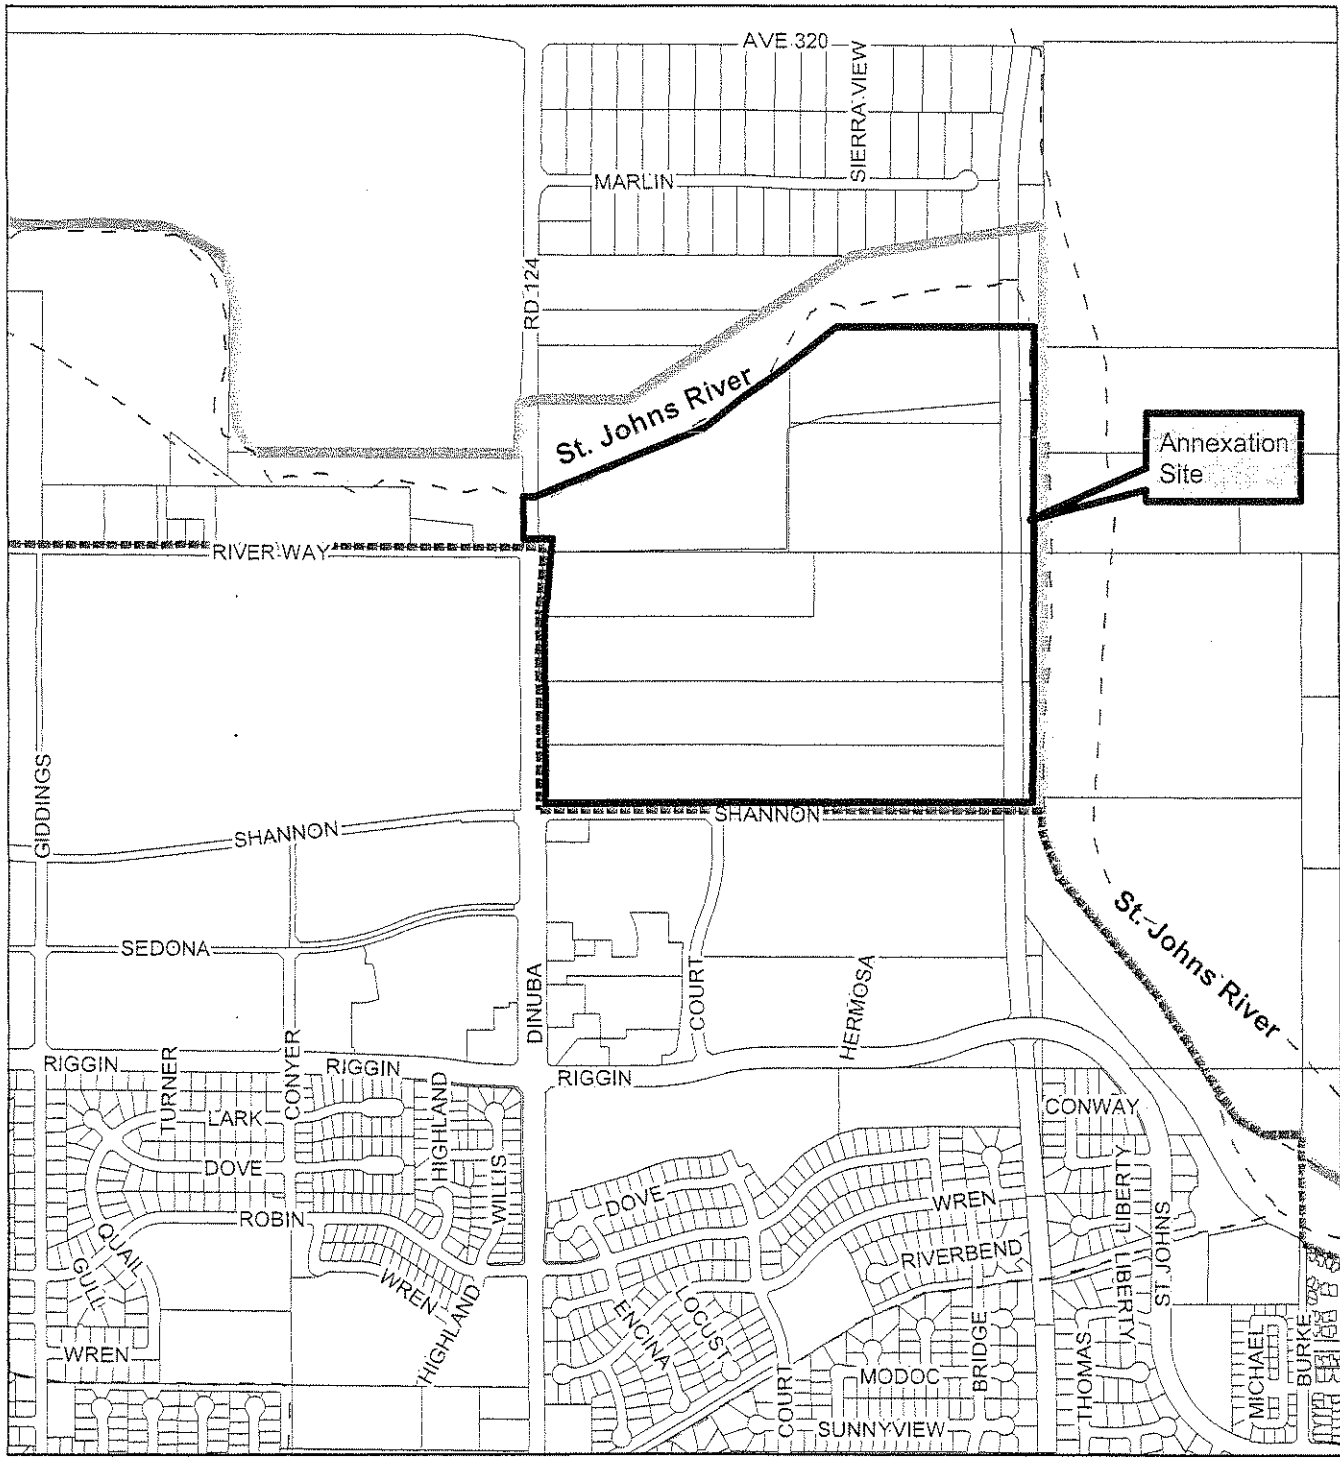 AVE 320
SIERRA VIEW
MARLIN
RD 124
St. Johns River
Annexation
Site
RIVER WAY
GIDDINGS
SHANNON
SHANNON
SEDONA
DINUBA
COURT
HERMOSA
St. Johns River
RIGGIN
TURNER
CONYER
RIGGIN
HIGHLAND
RIGGIN
LARK
CONWAY
DOVE
WILLIS
DOVE
LIBERTY
ROBIN
WREN
ST JOHNS
QUAIL
GULL
WREN
HIGHLAND
RIVERBEND
LIBERTY
ENCINA
LOCUST
WREN
MODOC
BRIDGE
THOMAS
MICHAEL
BURKE
COURT
SUNNYVIEW